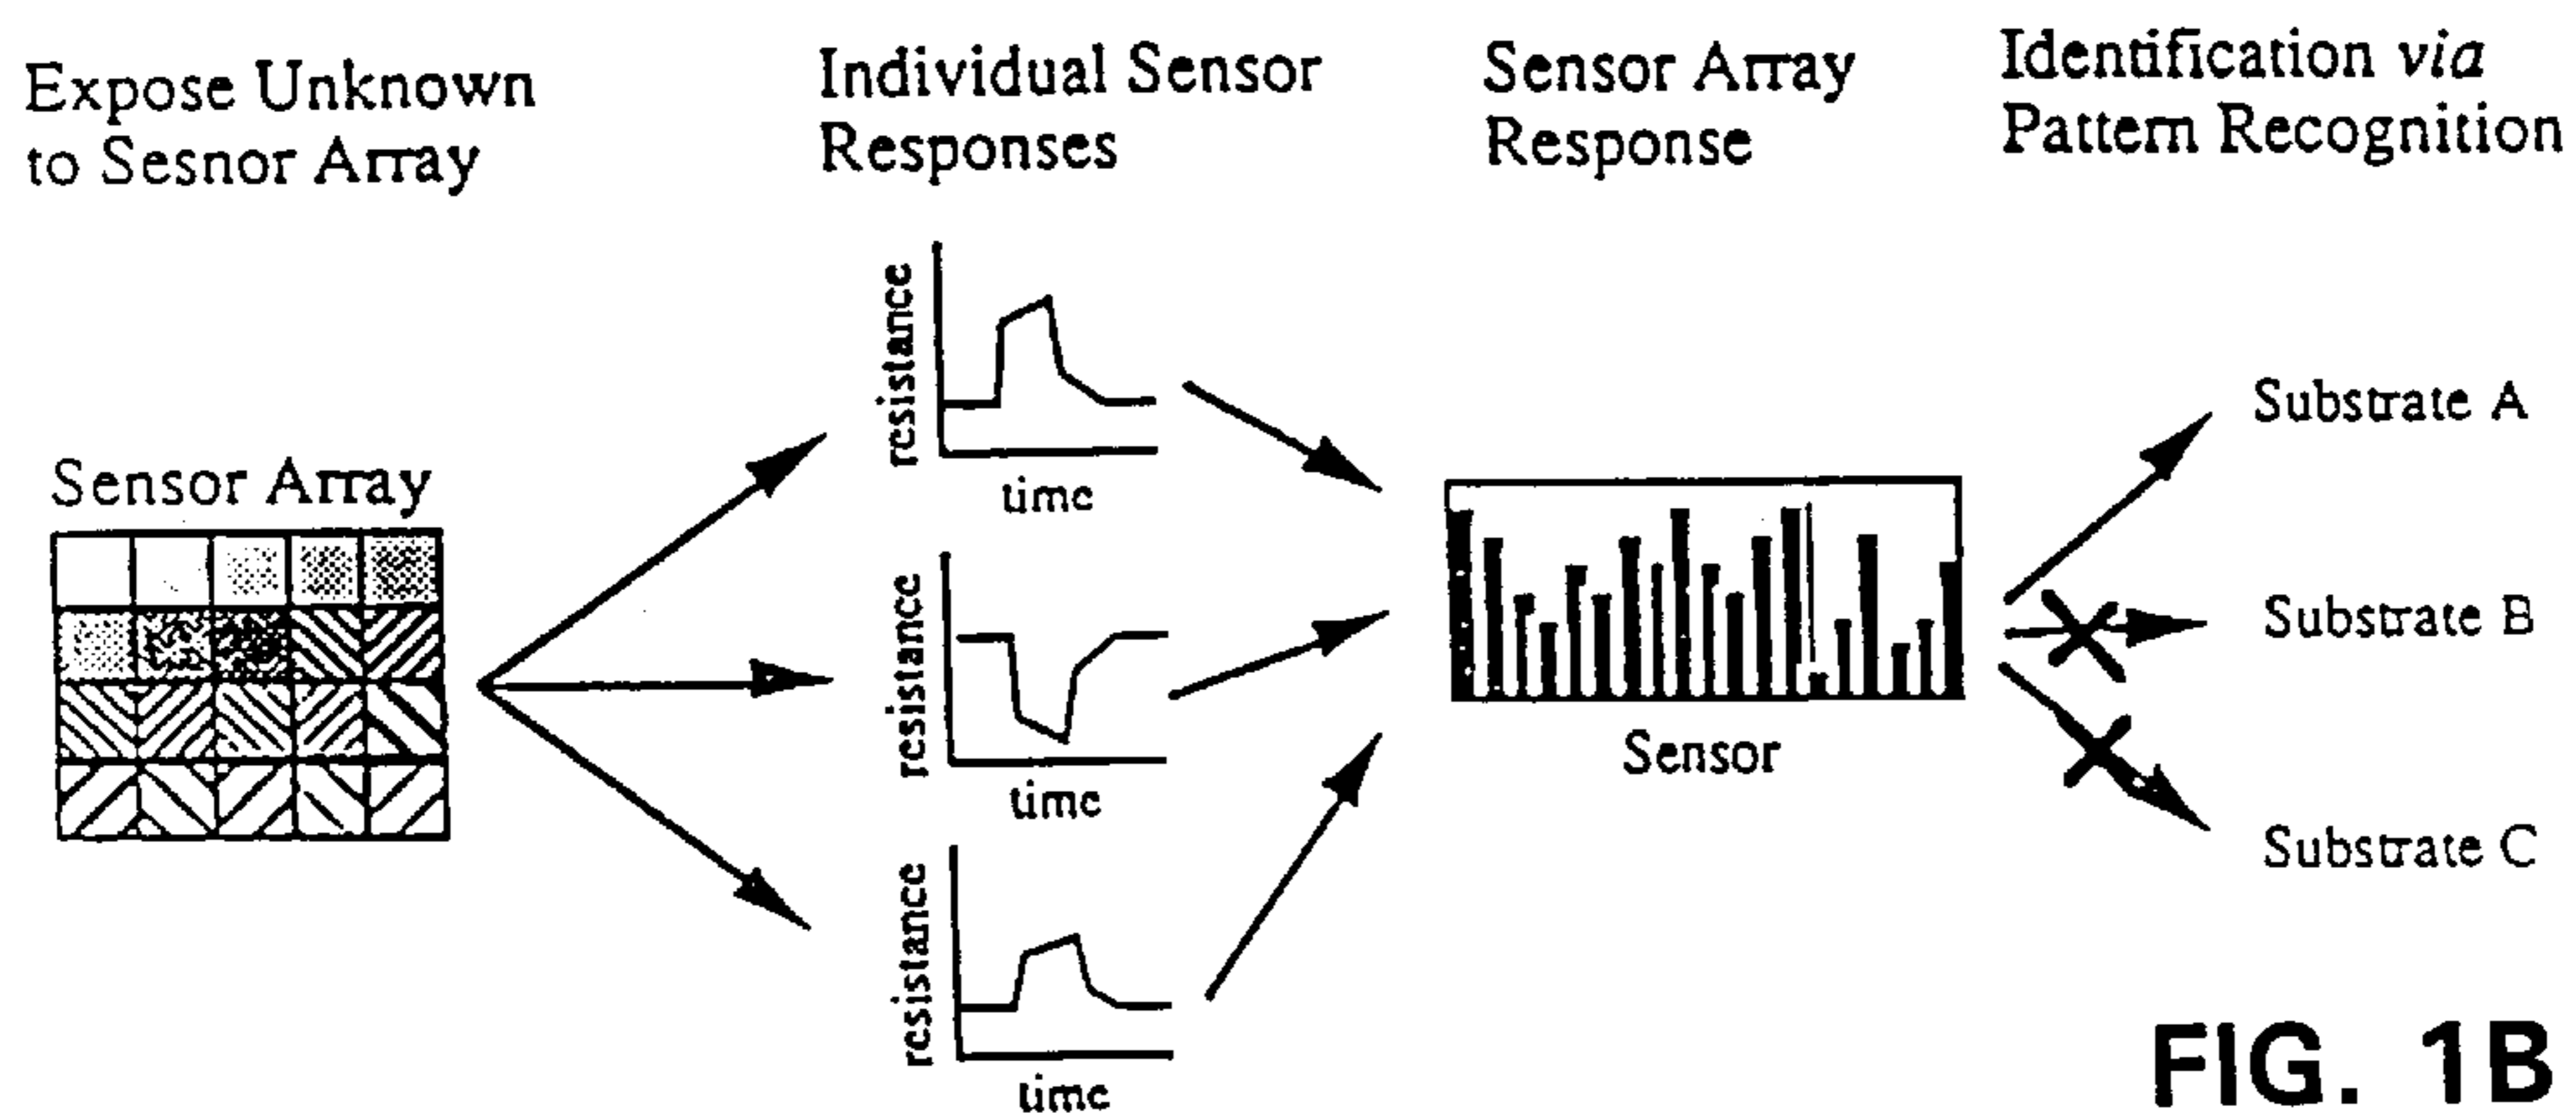 Expose Unknown
to Sesnor Array
Individual Sensor
Responses
Sensor Array
Response
Identification via
Pattern Recognition
Sensor Array
resistance
time
resistance
time
resistance
time
Sensor
Substrate A
Substrate B
Substrate C
FIG. 1B